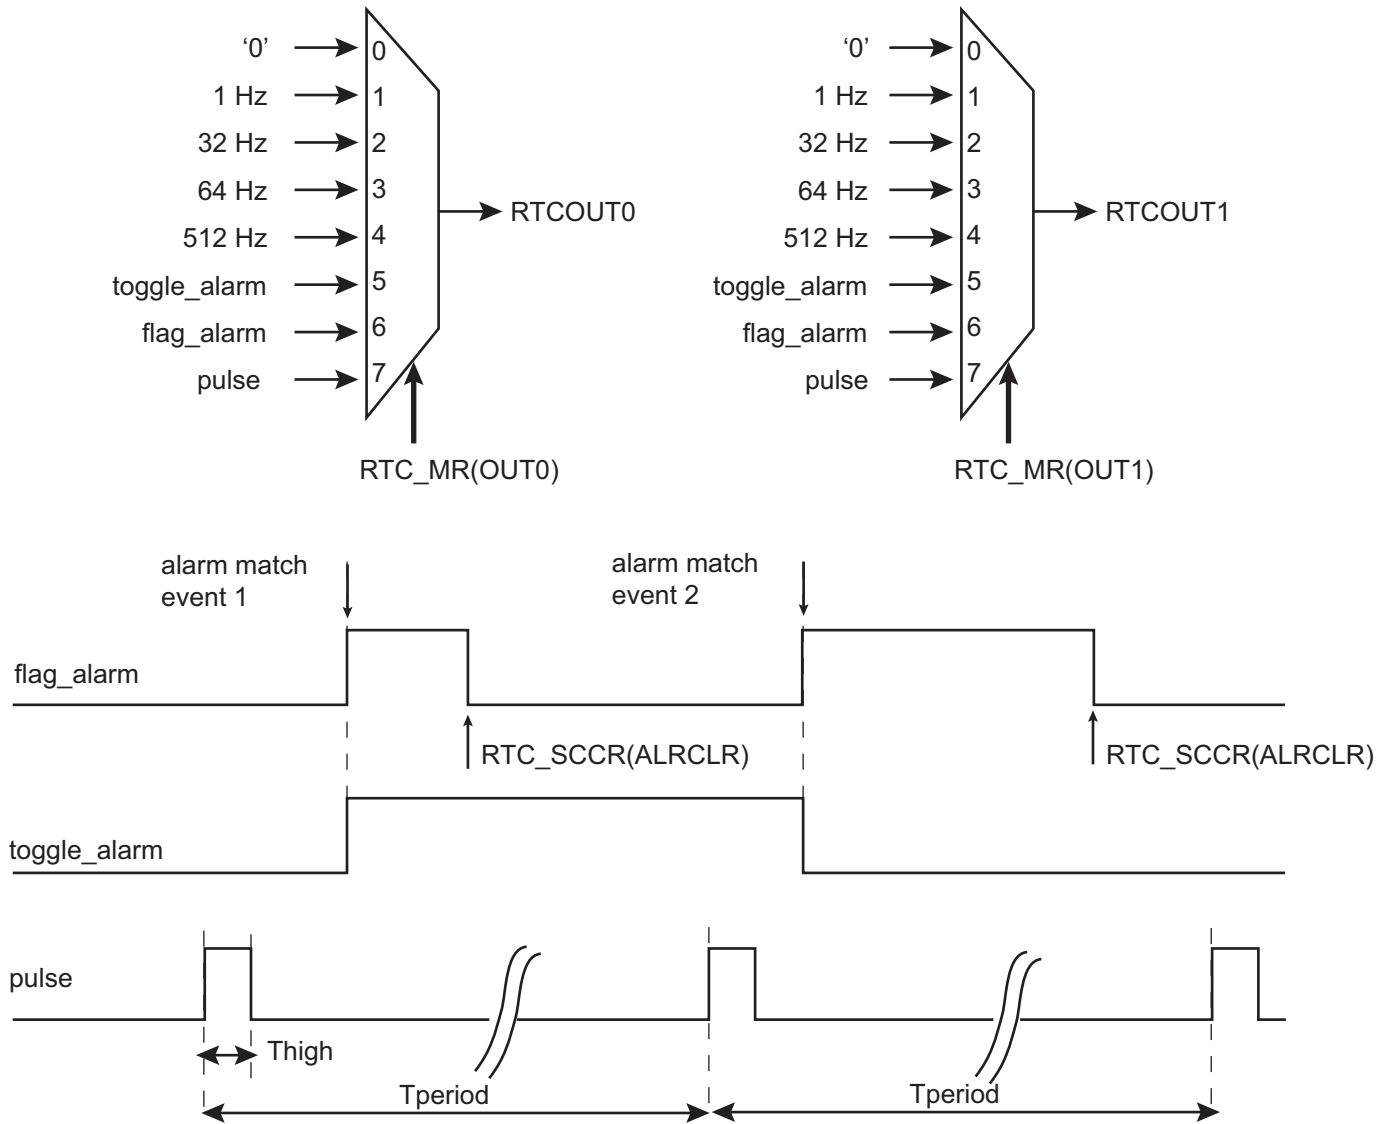 ‘0’ 0
1 Hz 1
32 Hz 2
64 Hz 3
512 Hz 4
toggle_alarm 5
flag_alarm 6
pulse 7
RTCOUT0
RTC_MR(OUT0)
‘0’ 0
1 Hz 1
32 Hz 2
64 Hz 3
512 Hz 4
toggle_alarm 5
flag_alarm 6
pulse 7
RTCOUT1
RTC_MR(OUT1)
alarm match
event 1
alarm match
event 2
flag_alarm
RTC_SCCR(ALRCLR)
RTC_SCCR(ALRCLR)
toggle_alarm
pulse
Thigh
Tperiod
Tperiod